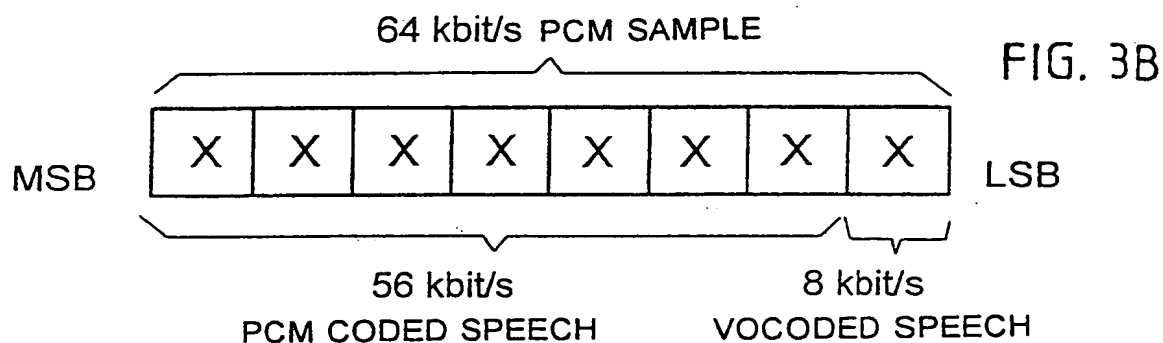 64 kbit/s PCM SAMPLE
FIG. 3B
MSB X X X X X X X X LSB
56 kbit/s 8 kbit/s
PCM CODED SPEECH VOCODED SPEECH